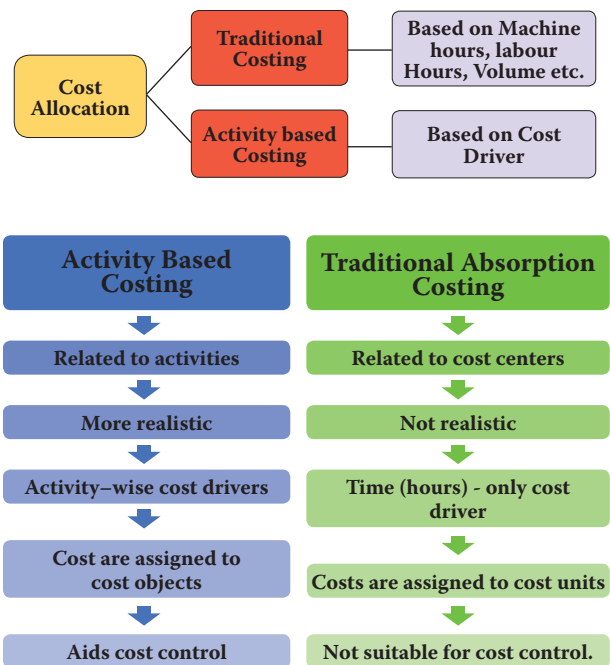 Cost
Allocation
Traditional
Costing
Based on Machine
hours, labour
Hours, Volume etc.
Activity based
Costing
Based on Cost
Driver
Activity Based
Costing
Related to activities
More realistic
Activity–wise cost drivers
Cost are assigned to
cost objects
Aids cost control
Traditional Absorption
Costing
Related to cost centers
Not realistic
Time (hours) - only cost
driver
Costs are assigned to cost units
Not suitable for cost control.